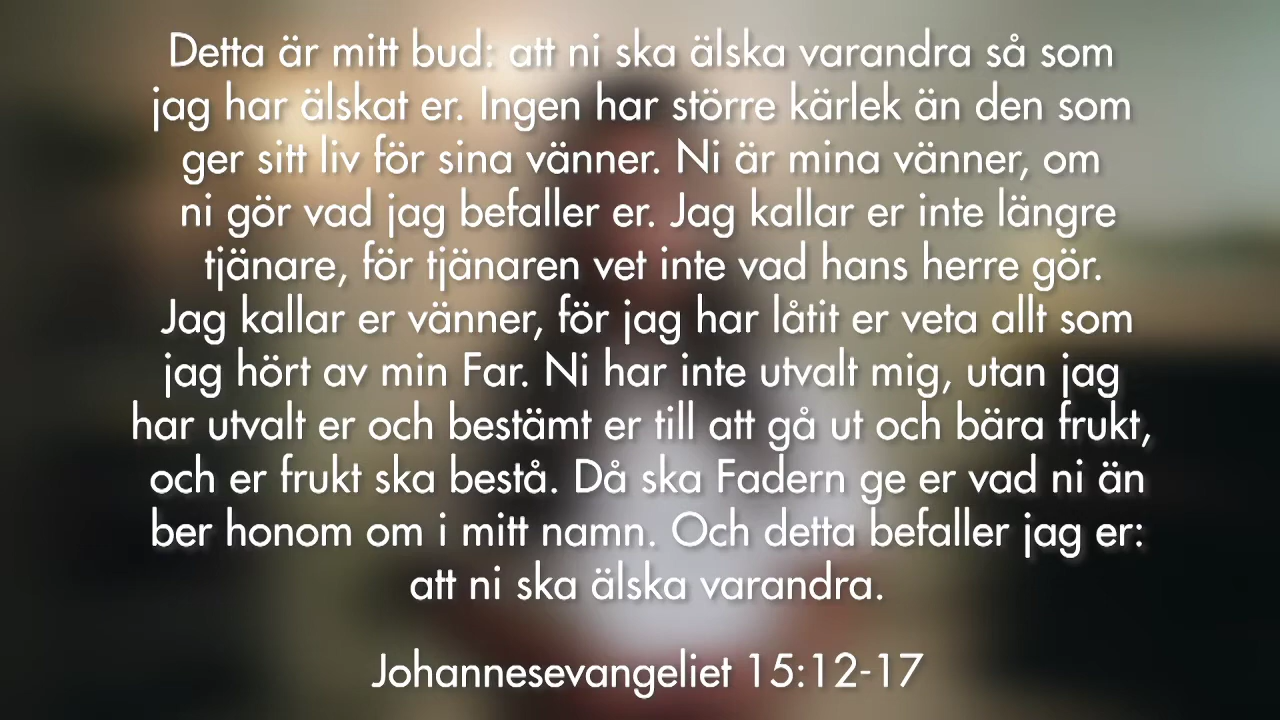 Detta är mitt bud: att ni ska älska varandra så som
jag har älskat er. Ingen har större kärlek än den som
ger sitt liv för sina vänner. Ni är mina vänner, om
ni gör vad jag befaller er. Jag kallar er inte längre
tjänare, för tjänaren vet inte vad hans herre gör.
Jag kallar er vänner, för jag har låtit er veta allt som
jag hört av min Far. Ni har inte utvalt mig, utan jag
har utvalt er och bestämt er till att gå ut och bära frukt,
och er frukt ska bestå. Då ska Fadern ge er vad ni än
ber honom om i mitt namn. Och detta befaller jag er:
att ni ska älska varandra.
Johannesevangeliet 15:12-17